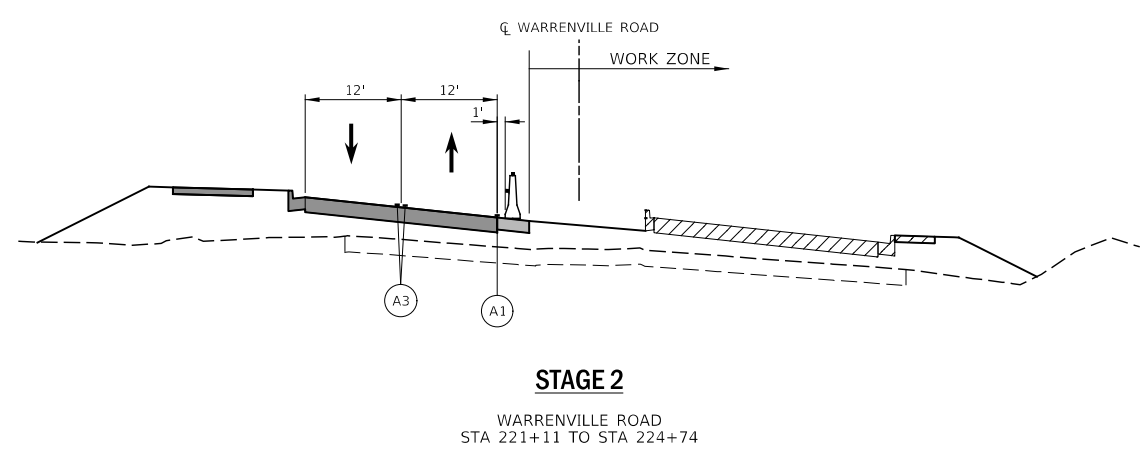 ℄ WARRENVILLE ROAD
WORK ZONE
12'
12'
1'
A3
A1
STAGE 2
WARRENVILLE ROAD
STA 221+11 TO STA 224+74